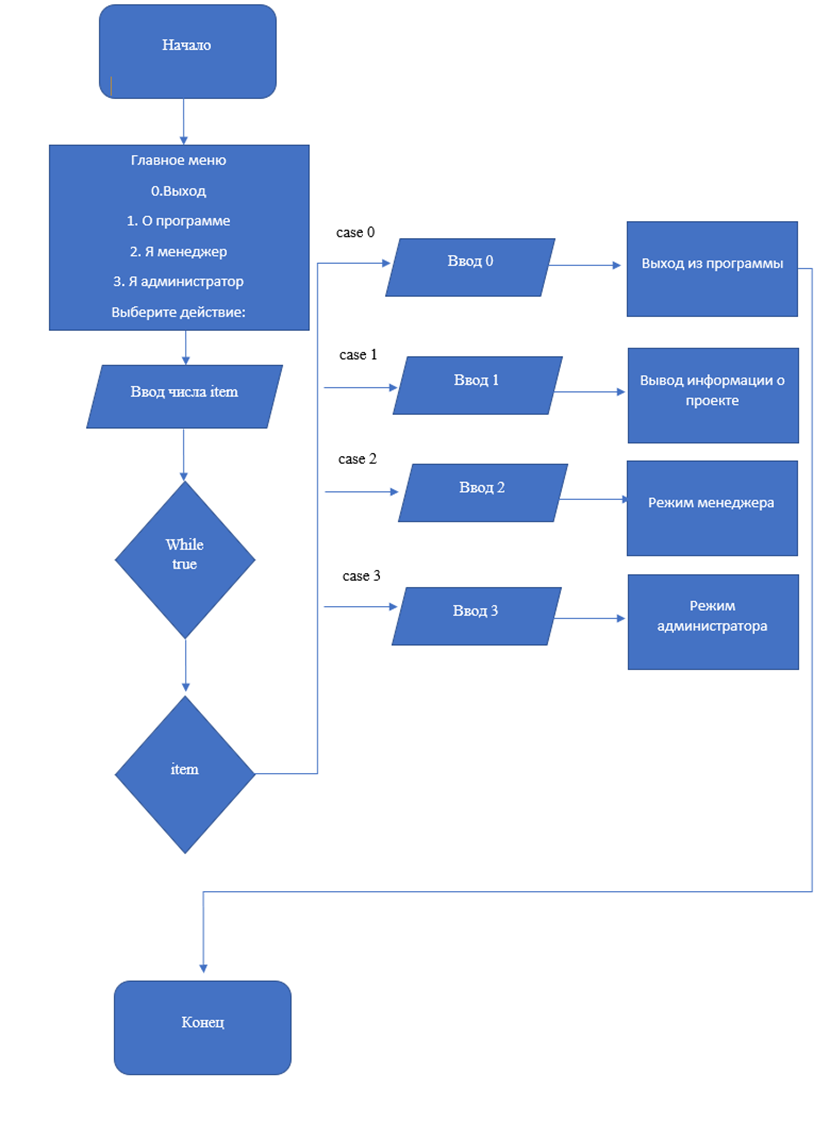 Начало
Главное меню
0.Выход
1. О программе
2. Я менеджер
3. Я администратор
Выберите действие:
Ввод числа item
While
true
item
case 0
Ввод 0
Выход из программы
case 1
Ввод 1
Вывод информации о
проекте
case 2
Ввод 2
Режим менеджера
case 3
Ввод 3
Режим
администратора
Конец